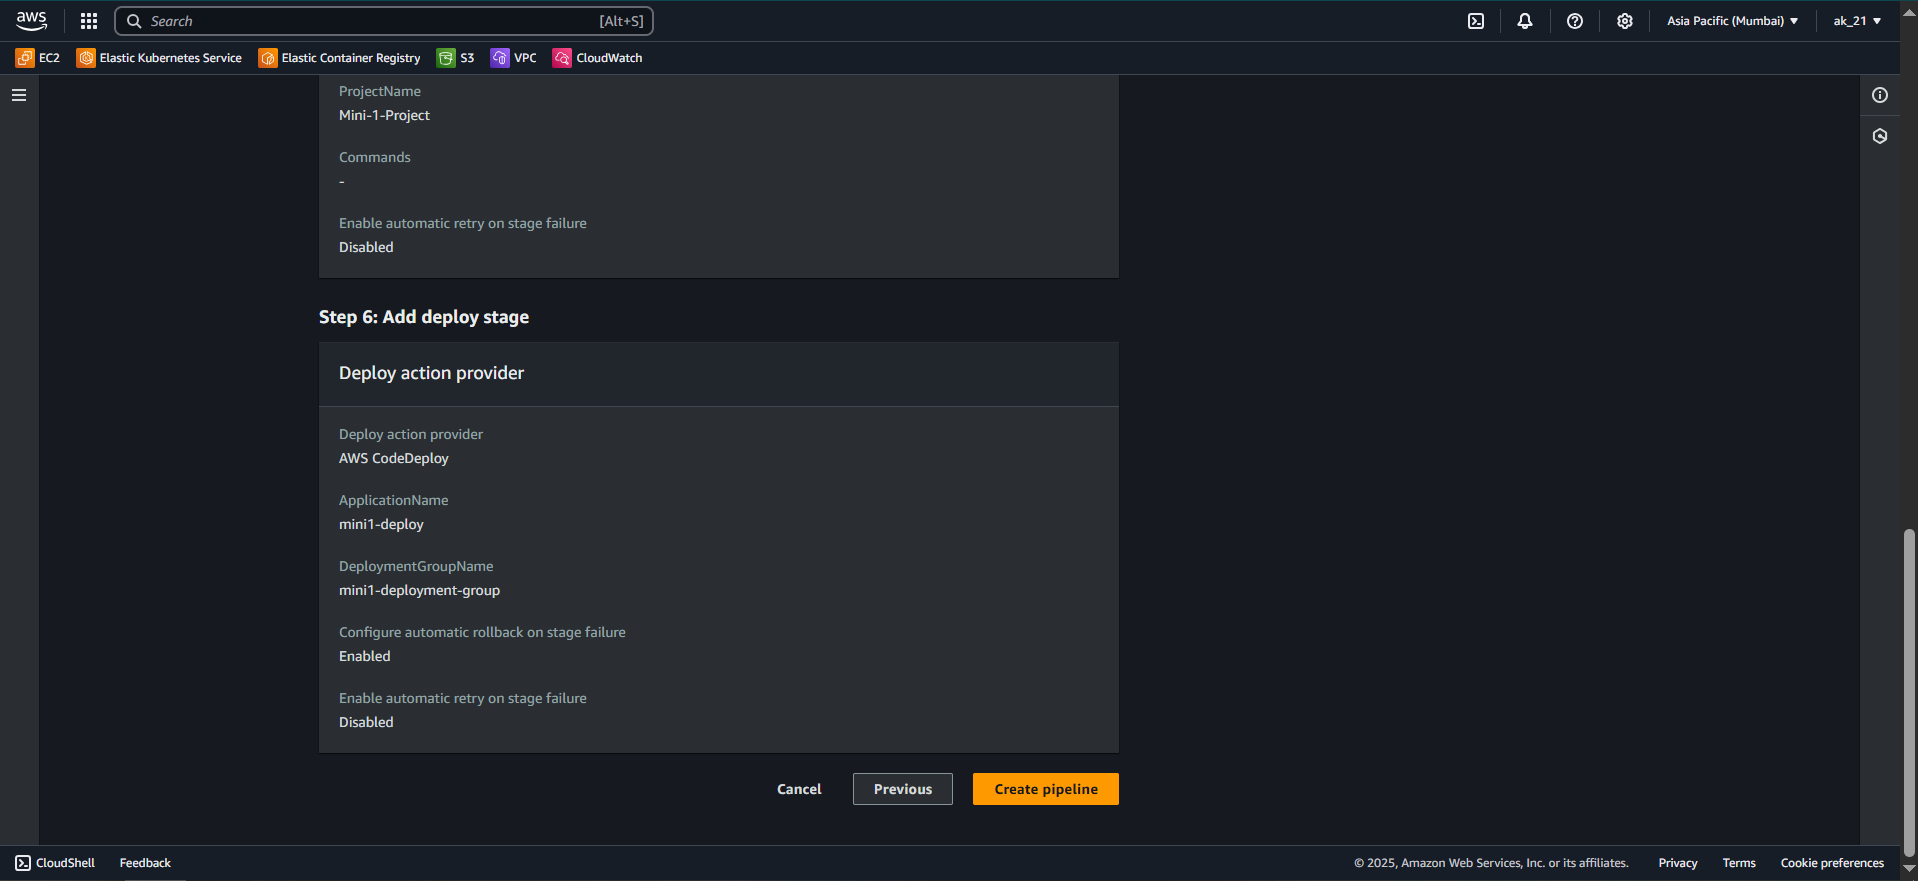 aws
Search [Alt+S]
Asia Pacific (Mumbai) ak_21
EC2 Elastic Kubernetes Service Elastic Container Registry S3 VPC CloudWatch
ProjectName
Mini-1-Project
Commands
-
Enable automatic retry on stage failure
Disabled
Step 6: Add deploy stage
Deploy action provider
Deploy action provider
AWS CodeDeploy
ApplicationName
mini1-deploy
DeploymentGroupName
mini1-deployment-group
Configure automatic rollback on stage failure
Enabled
Enable automatic retry on stage failure
Disabled
Cancel Previous Create pipeline
CloudShell Feedback © 2025, Amazon Web Services, Inc. or its affiliates. Privacy Terms Cookie preferences